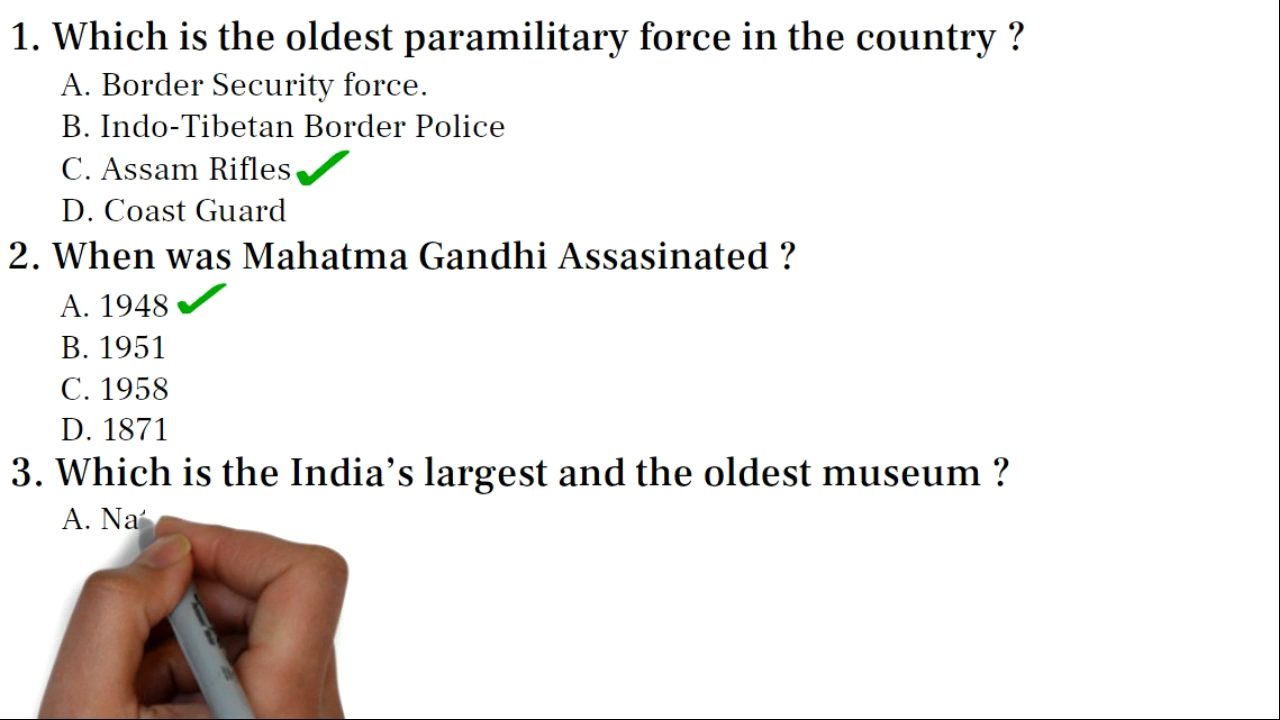 1. Which is the oldest paramilitary force in the country ?
A. Border Security force.
B. Indo-Tibetan Border Police
C. Assam Rifles
D. Coast Guard
2. When was Mahatma Gandhi Assasinated ?
A. 1948
B. 1951
C. 1958
D. 1871
3. Which is the India's largest and the oldest museum ?
A.